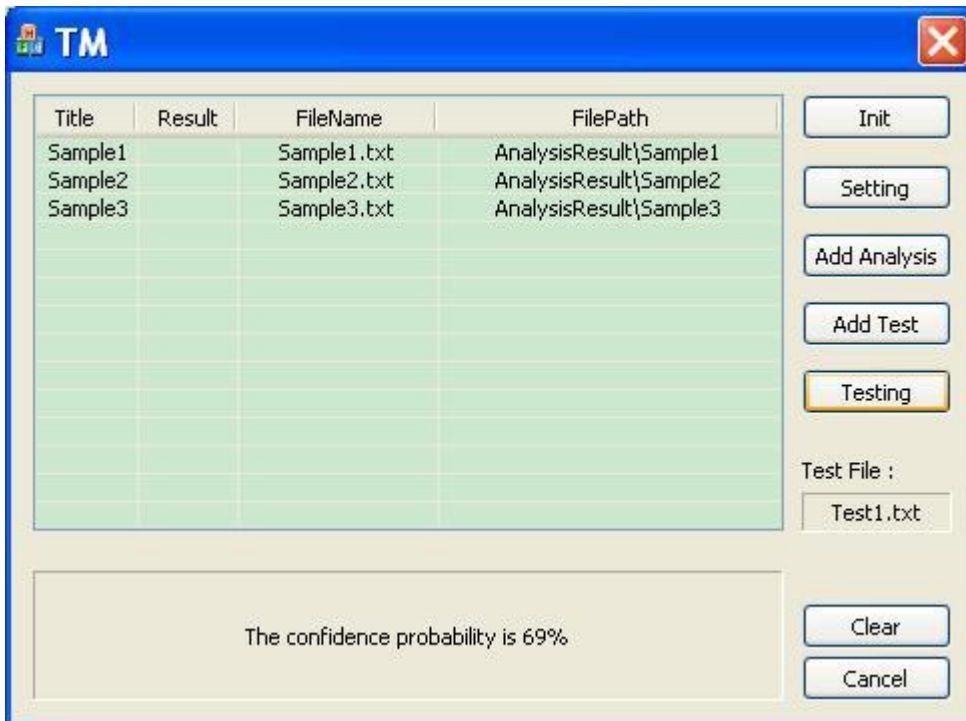 TM
Title Result FileName FilePath
Sample1 Sample1.txt AnalysisResult\Sample1
Sample2 Sample2.txt AnalysisResult\Sample2
Sample3 Sample3.txt AnalysisResult\Sample3
Init
Setting
Add Analysis
Add Test
Testing
Test File :
Test1.txt
The confidence probability is 69%
Clear
Cancel